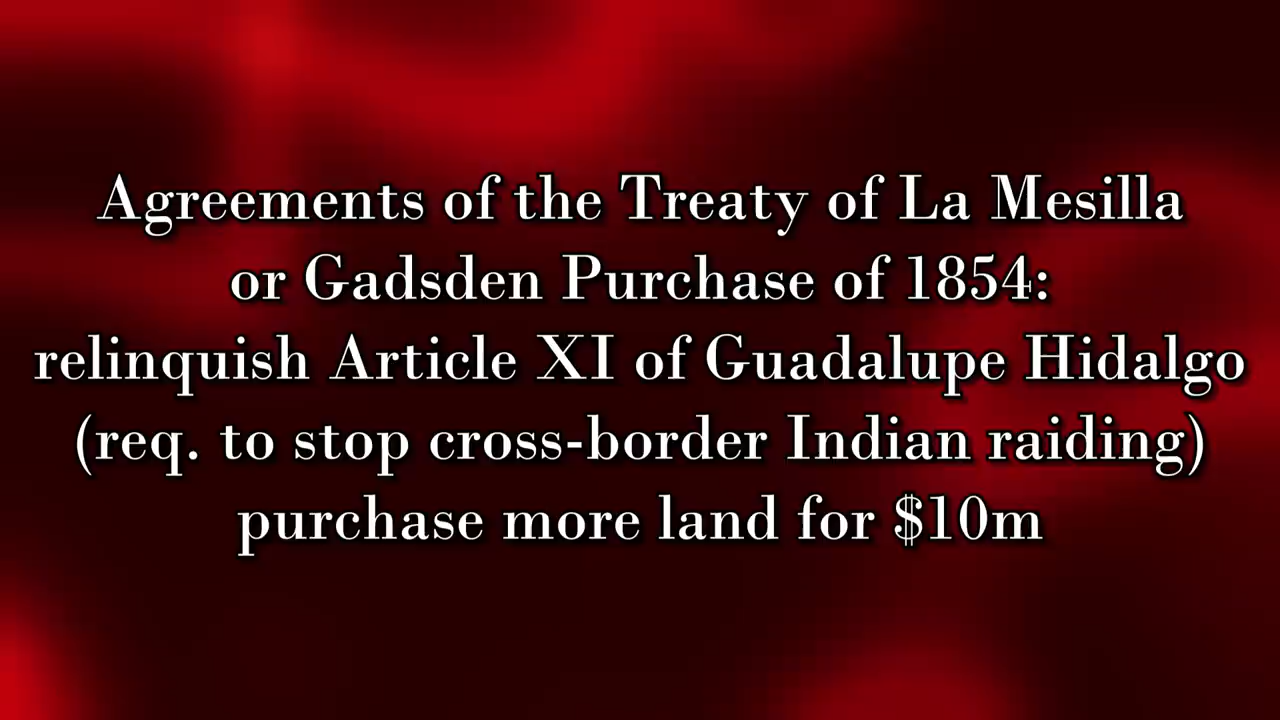 Agreements of the Treaty of La Mesilla
or Gadsden Purchase of 1854:
relinquish Article XI of Guadalupe Hidalgo
(req. to stop cross-border Indian raiding)
purchase more land for $10m